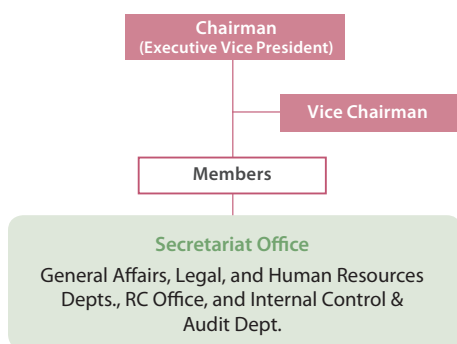 Chairman
(Executive Vice President)
Vice Chairman
Members
Secretariat Office
General Affairs, Legal, and Human Resources
Depts., RC Office, and Internal Control &
Audit Dept.